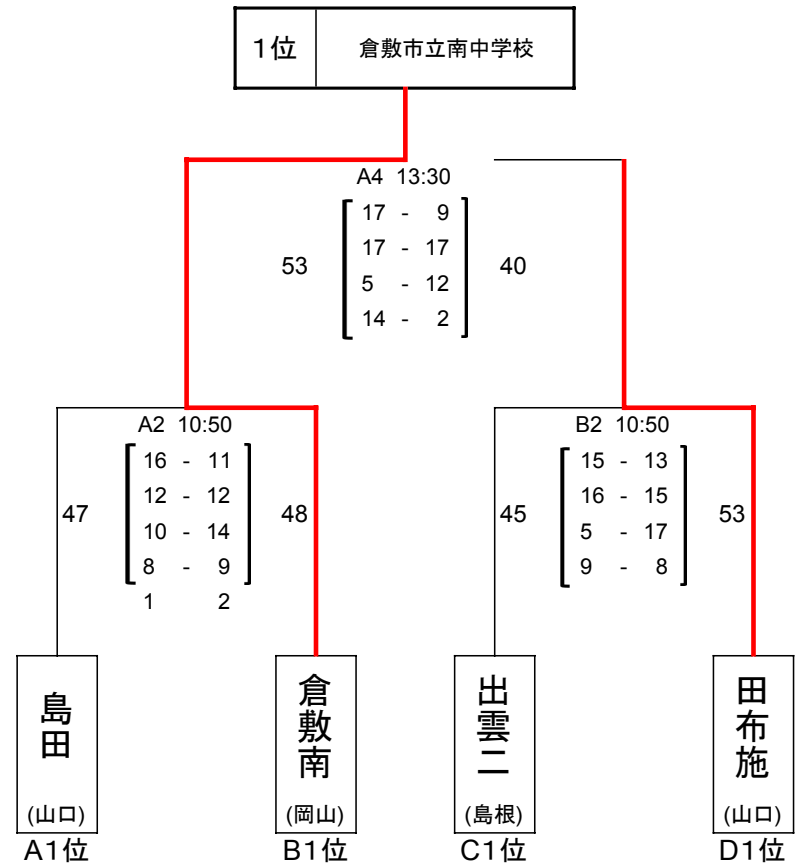 1位 倉敷市立南中学校
A4 13:30
53
17 - 9
17 - 17
5 - 12
14 - 2
40
A2 10:50
47
16 - 11
12 - 12
10 - 14
8 - 9
1 2
48
B2 10:50
45
15 - 13
16 - 15
5 - 17
9 - 8
53
島田
(山口)
A1位
倉敷南
(岡山)
B1位
出雲二
(島根)
C1位
田布施
(山口)
D1位